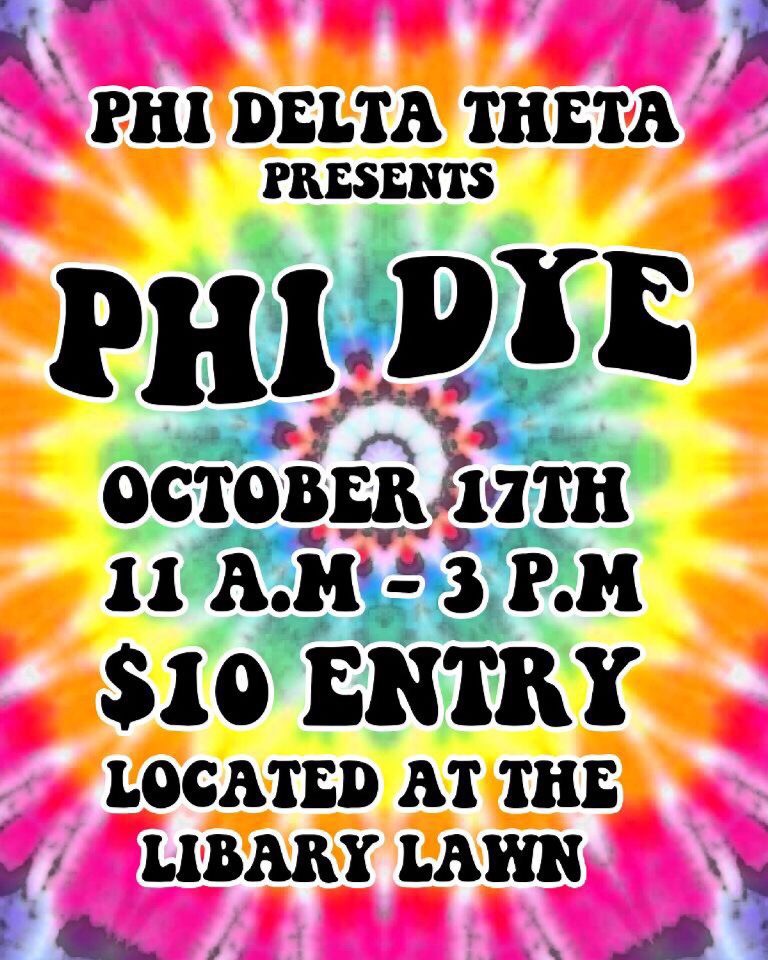 PHI DELTA THETA
PRESENTS
PHI DYE
OCTOBER 17TH
11 A.M - 3 P.M
$10 ENTRY
LOCATED AT THE
LIBARY LAWN